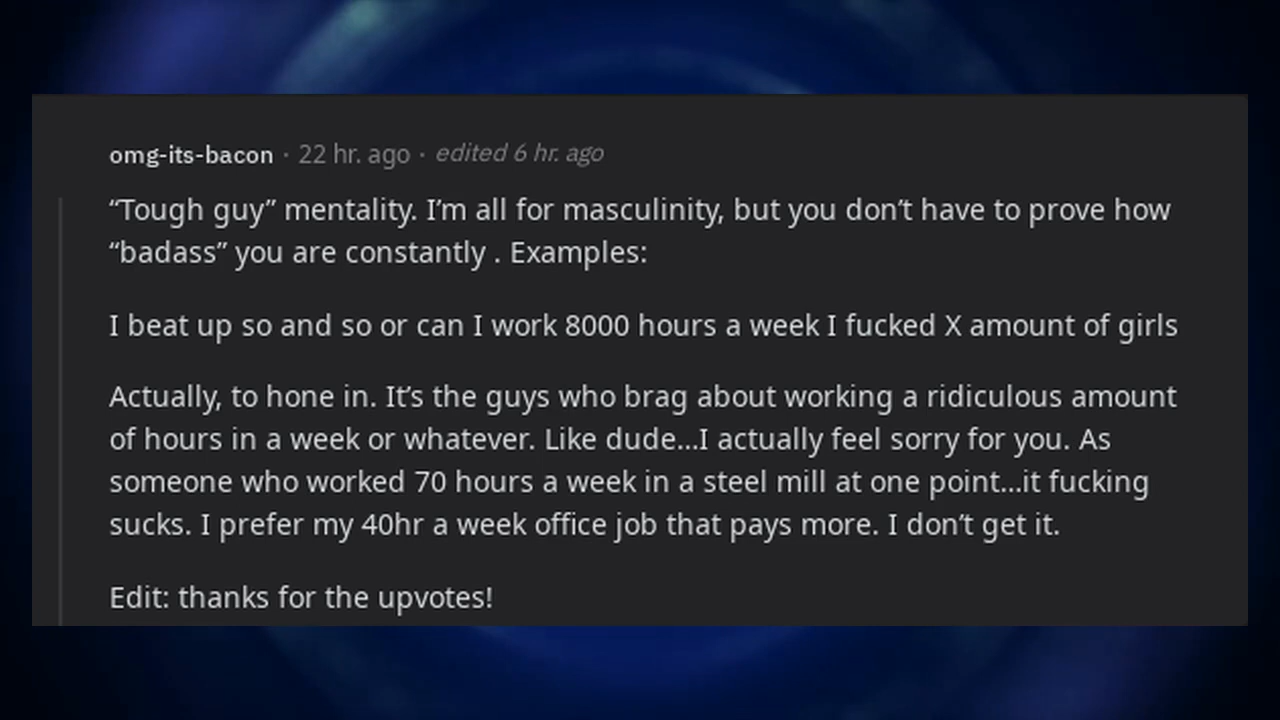 omg-its-bacon · 22 hr. ago · edited 6 hr. ago
“Tough guy” mentality. I’m all for masculinity, but you don’t have to prove how
“badass” you are constantly . Examples:
I beat up so and so or can I work 8000 hours a week I fucked X amount of girls
Actually, to hone in. It’s the guys who brag about working a ridiculous amount
of hours in a week or whatever. Like dude...I actually feel sorry for you. As
someone who worked 70 hours a week in a steel mill at one point...it fucking
sucks. I prefer my 40hr a week office job that pays more. I don’t get it.
Edit: thanks for the upvotes!